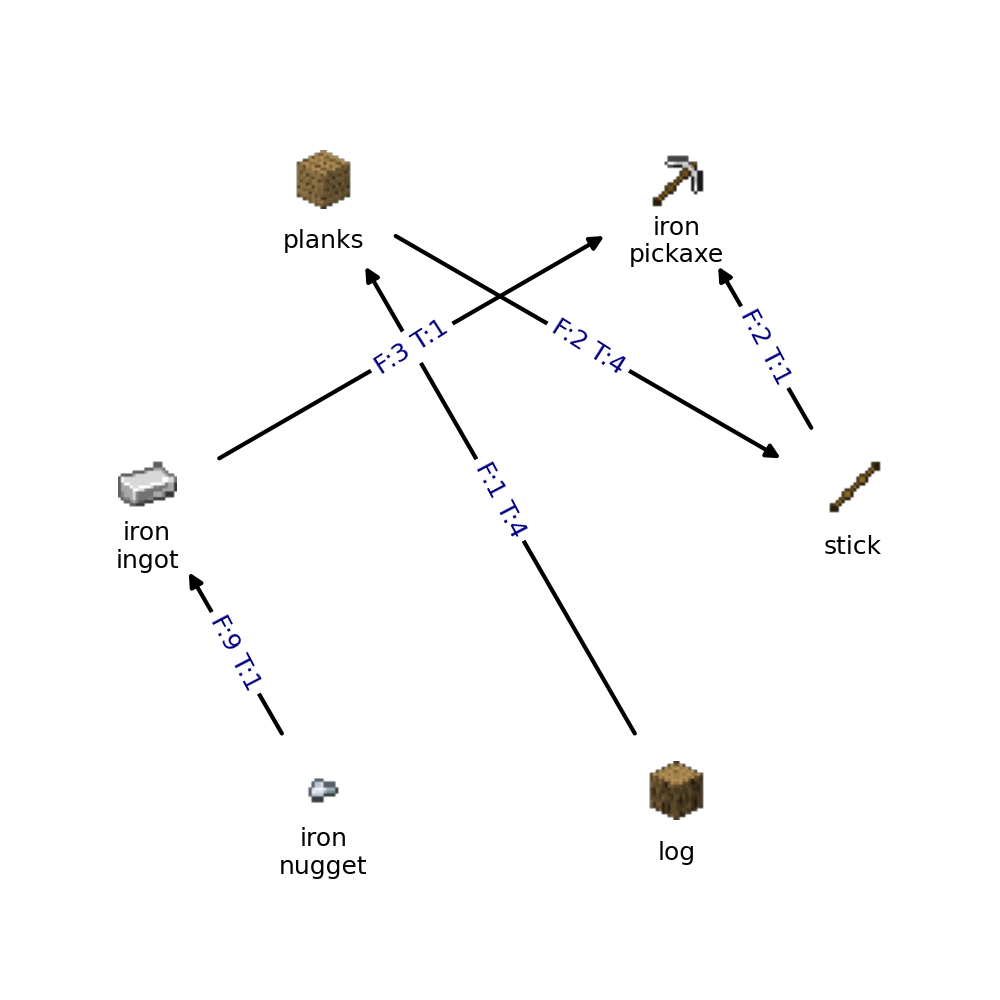 planks
iron
pickaxe
F:3 T:1
F:2 T:4
F:2 T:1
F:1 T:4
iron
ingot
stick
F:9 T:1
iron
nugget
log